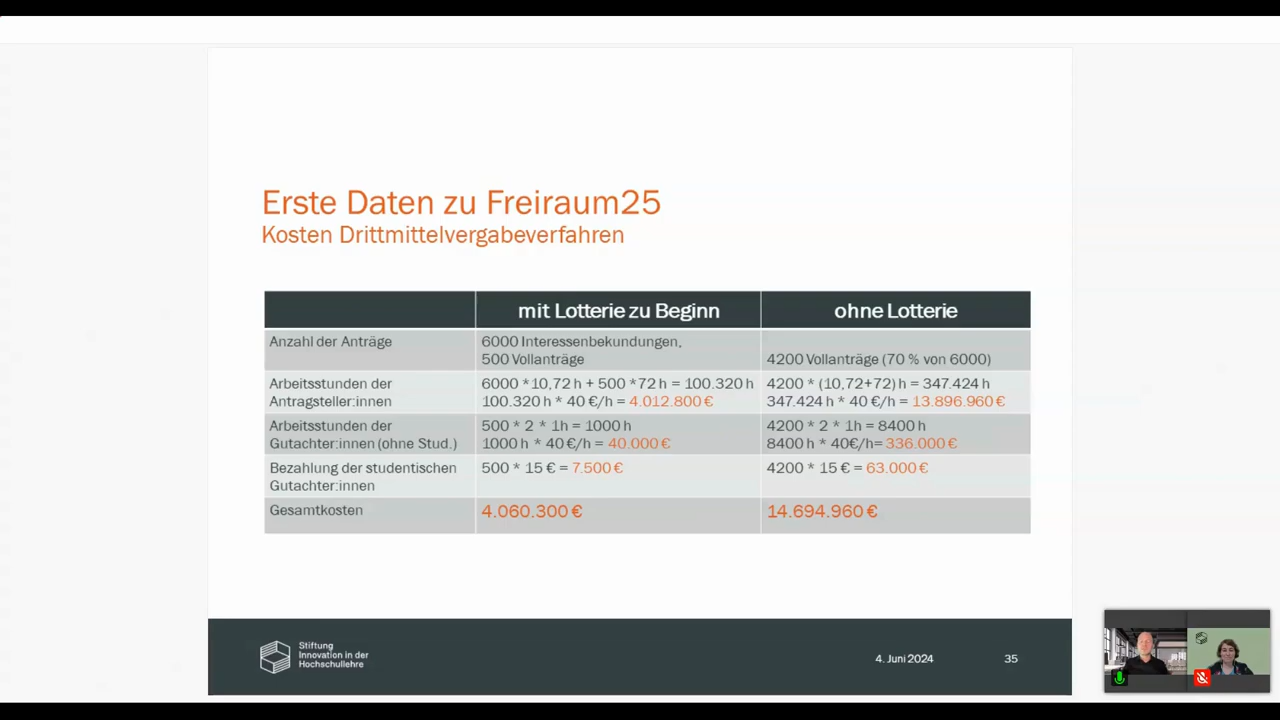 Erste Daten zu Freiraum25
Kosten Drittmittelvergabeverfahren
mit Lotterie zu Beginn
ohne Lotterie
Anzahl der Anträge
6000 Interessenbekundungen,
500 Vollanträge
4200 Vollanträge (70 % von 6000)
Arbeitsstunden der
Antragsteller:innen
6000 *10,72 h + 500 *72 h = 100.320 h
100.320 h * 40 €/h = 4.012.800 €
4200 * (10,72+72) h = 347.424 h
347.424 h * 40 €/h = 13.896.960 €
Arbeitsstunden der
Gutachter:innen (ohne Stud.)
500 * 2 * 1h = 1000 h
1000 h * 40 €/h = 40.000 €
4200 * 2 * 1h = 8400 h
8400 h * 40€/h= 336.000 €
Bezahlung der studentischen
Gutachter:innen
500 * 15 € = 7.500 €
4200 * 15 € = 63.000 €
Gesamtkosten
4.060.300 €
14.694.960 €
Stiftung
Innovation in der
Hochschullehre
4. Juni 2024
35